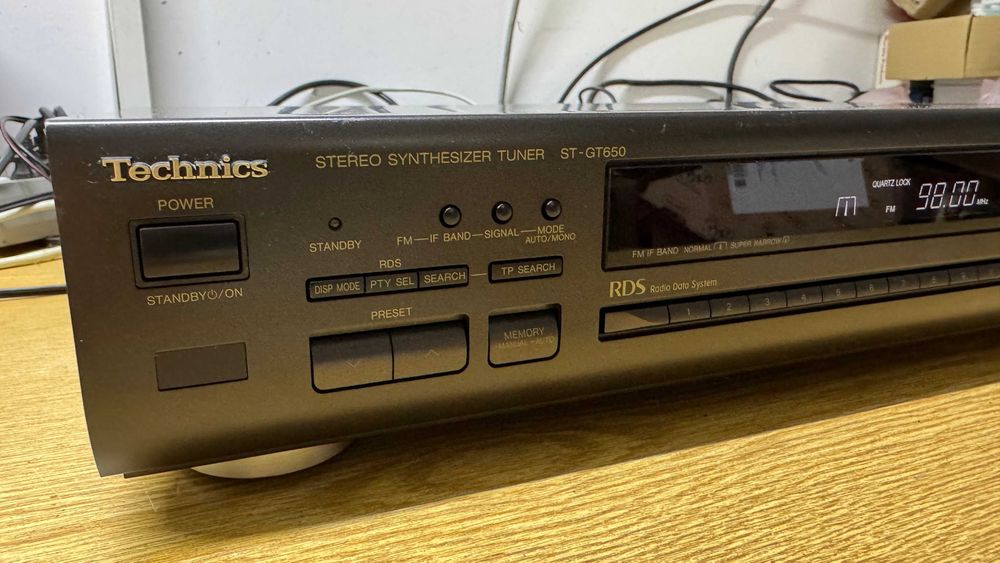 Technics
STEREO SYNTHESIZER TUNER ST-GT650
POWER
STANDBY⏻/ON
STANDBY
FM—IF BAND—SIGNAL—MODE
AUTO/MONO
RDS
DISP MODE PTY SEL SEARCH TP SEARCH
PRESET
MEMORY
-MANUAL -AUTO
QUARTZ LOCK
M FM 98.00 MHz
FM IF BAND NORMAL SUPER NARROW
RDS Radio Data System
1 2 3 4 5 6 7 8